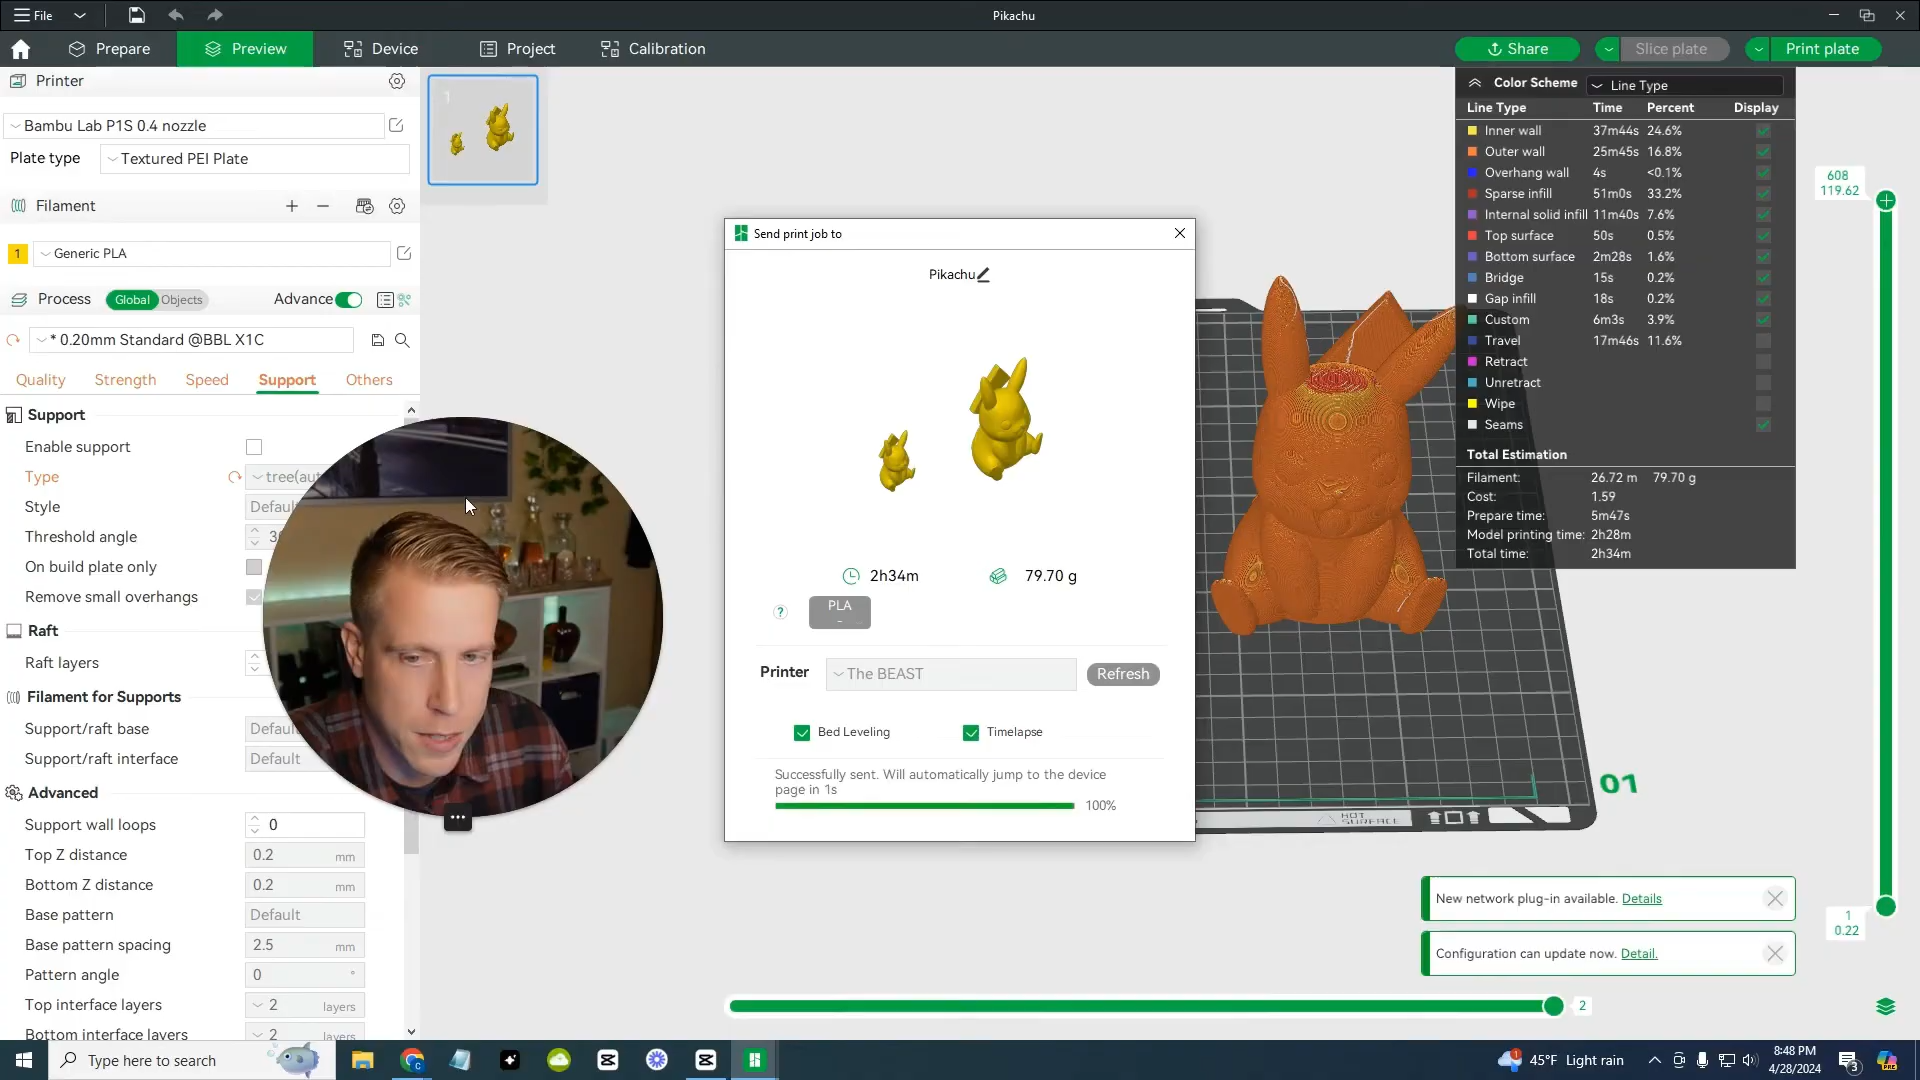 File
Pikachu
Prepare
Preview
Device
Project
Calibration
Share
Slice plate
Print plate
Printer
Bambu Lab P1S 0.4 nozzle
Plate type
Textured PEI Plate
Filament
1
Generic PLA
Process
Global
Objects
Advance
* 0.20mm Standard @BBL X1C
Quality
Strength
Speed
Support
Others
Support
Enable support
Type
tree(au
Style
Defau
Threshold angle
3
On build plate only
Remove small overhangs
Raft
Raft layers
Filament for Supports
Support/raft base
Defau
Support/raft interface
Default
Advanced
Support wall loops
0
Top Z distance
0.2 mm
Bottom Z distance
0.2 mm
Base pattern
Default
Base pattern spacing
2.5 mm
Pattern angle
0 °
Top interface layers
2 layers
Bottom interface layers
2 layers
1
Send print job to
Pikachu
2h34m
79.70 g
?
PLA
-
Printer
The BEAST
Refresh
Bed Leveling
Timelapse
Successfully sent. Will automatically jump to the device
page in 1s
100%
Color Scheme
Line Type
Line Type Time Percent Display
Inner wall 37m44s 24.6%
Outer wall 25m45s 16.8%
Overhang wall 4s <0.1%
Sparse infill 51m0s 33.2%
Internal solid infill 11m40s 7.6%
Top surface 50s 0.5%
Bottom surface 2m28s 1.6%
Bridge 15s 0.2%
Gap infill 18s 0.2%
Custom 6m3s 3.9%
Travel 17m46s 11.6%
Retract
Unretract
Wipe
Seams
Total Estimation
Filament: 26.72 m 79.70 g
Cost: 1.59
Prepare time: 5m47s
Model printing time: 2h28m
Total time: 2h34m
608
119.62
01
HOT
SURFACE
New network plug-in available. Details
Configuration can update now. Detail.
1
0.22
2
Type here to search
45°F Light rain
8:48 PM
4/28/2024
3